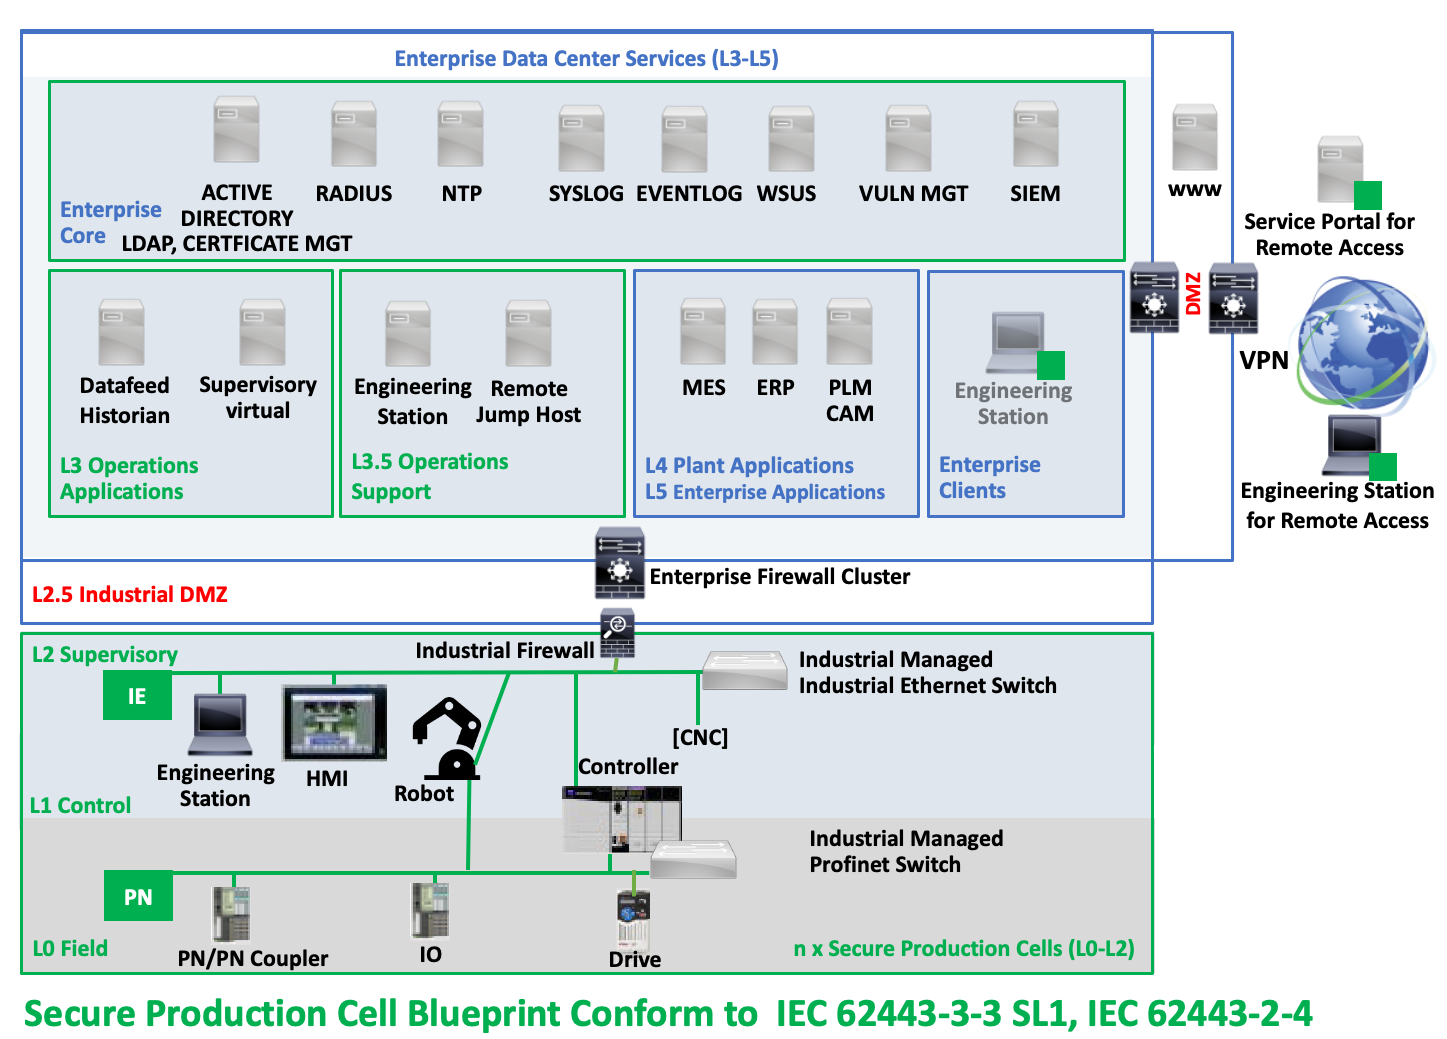 Enterprise Data Center Services (L3-L5)
ACTIVE
DIRECTORY
LDAP, CERTFICATE MGT
RADIUS
NTP
SYSLOG
EVENTLOG
WSUS
VULN MGT
SIEM
Enterprise
Core
www
Service Portal for
Remote Access
DMZ
VPN
Datafeed
Historian
Supervisory
virtual
L3 Operations
Applications
Engineering
Station
Remote
Jump Host
L3.5 Operations
Support
MES
ERP
PLM
CAM
L4 Plant Applications
L5 Enterprise Applications
Engineering
Station
Enterprise
Clients
Engineering Station
for Remote Access
Enterprise Firewall Cluster
L2.5 Industrial DMZ
Industrial Firewall
L2 Supervisory
IE
Industrial Managed
Industrial Ethernet Switch
Engineering
Station
HMI
Robot
[CNC]
Controller
L1 Control
Industrial Managed
Profinet Switch
PN
L0 Field
PN/PN Coupler
IO
Drive
n x Secure Production Cells (L0-L2)
Secure Production Cell Blueprint Conform to IEC 62443-3-3 SL1, IEC 62443-2-4